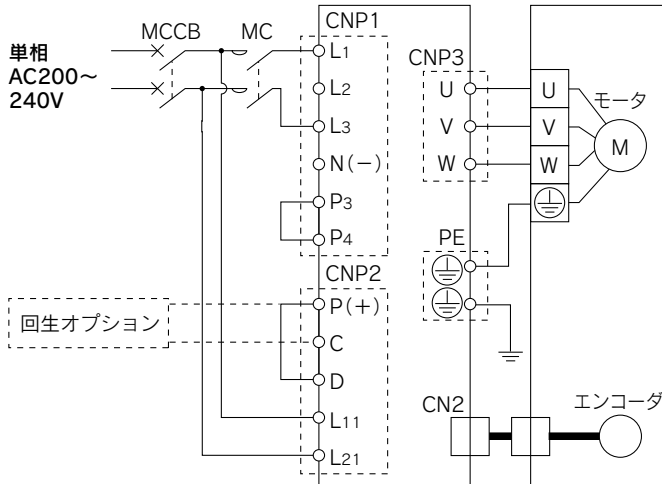 単相
AC200～
240V
MCCB
MC
CNP1
L1
L2
L3
N(−)
P3
P4
CNP2
P(+)
C
D
L11
L21
回生オプション
CNP3
U
V
W
PE
CN2
U
V
W
モータ
M
エンコーダ